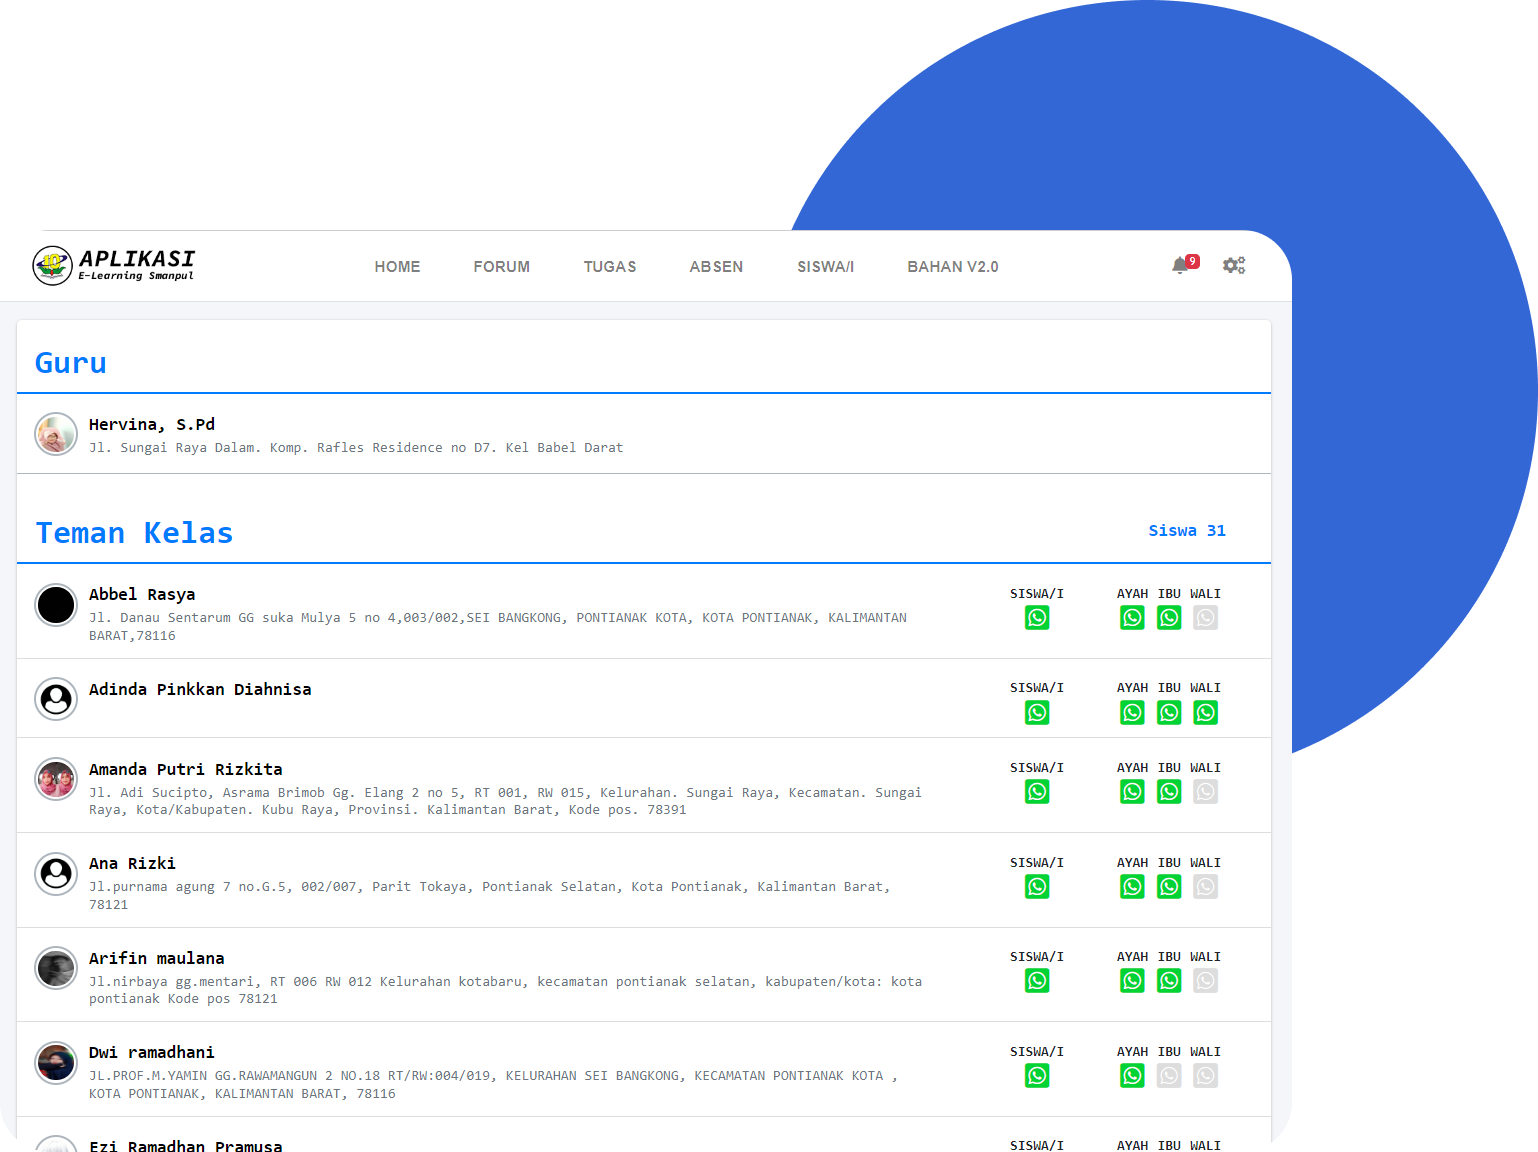 APLIKASI
E-Learning Smanpul
HOME FORUM TUGAS ABSEN SISWA/I BAHAN V2.0 9
Guru
Hervina, S.Pd
Jl. Sungai Raya Dalam. Komp. Rafles Residence no D7. Kel Babel Darat
Teman Kelas Siswa 31
Abbel Rasya SISWA/I AYAH IBU WALI
Jl. Danau Sentarum GG suka Mulya 5 no 4,003/002,SEI BANGKONG, PONTIANAK KOTA, KOTA PONTIANAK, KALIMANTAN
BARAT,78116
Adinda Pinkkan Diahnisa SISWA/I AYAH IBU WALI
Amanda Putri Rizkita SISWA/I AYAH IBU WALI
Jl. Adi Sucipto, Asrama Brimob Gg. Elang 2 no 5, RT 001, RW 015, Kelurahan. Sungai Raya, Kecamatan. Sungai
Raya, Kota/Kabupaten. Kubu Raya, Provinsi. Kalimantan Barat, Kode pos. 78391
Ana Rizki SISWA/I AYAH IBU WALI
Jl.purnama agung 7 no.G.5, 002/007, Parit Tokaya, Pontianak Selatan, Kota Pontianak, Kalimantan Barat,
78121
Arifin maulana SISWA/I AYAH IBU WALI
Jl.nirbaya gg.mentari, RT 006 RW 012 Kelurahan kotabaru, kecamatan pontianak selatan, kabupaten/kota: kota
pontianak Kode pos 78121
Dwi ramadhani SISWA/I AYAH IBU WALI
JL.PROF.M.YAMIN GG.RAWAMANGUN 2 NO.18 RT/RW:004/019, KELURAHAN SEI BANGKONG, KECAMATAN PONTIANAK KOTA ,
KOTA PONTIANAK, KALIMANTAN BARAT, 78116
Ezi Ramadhan Pramusa SISWA/I AYAH IBU WALI